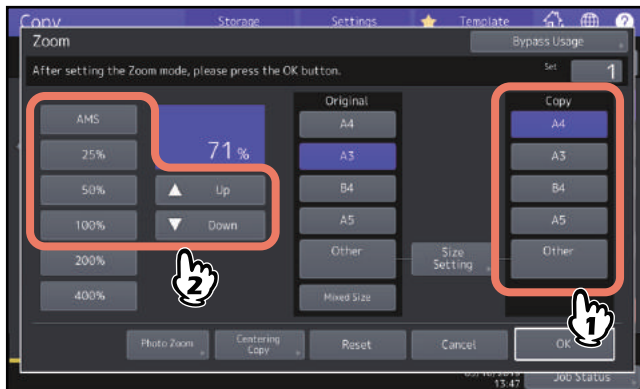 Copy Storage Settings Template ?
Zoom Bypass Usage
After setting the Zoom mode, please press the OK button. Set 1
Original Copy
AMS A4 A4
25% 71 % A3 A3
50% Up B4 B4
100% Down A5 A5
200% Other Size Setting Other
400% Mixed Size
2
1
Photo Zoom Centering Copy Reset Cancel OK
13:47 Job Status